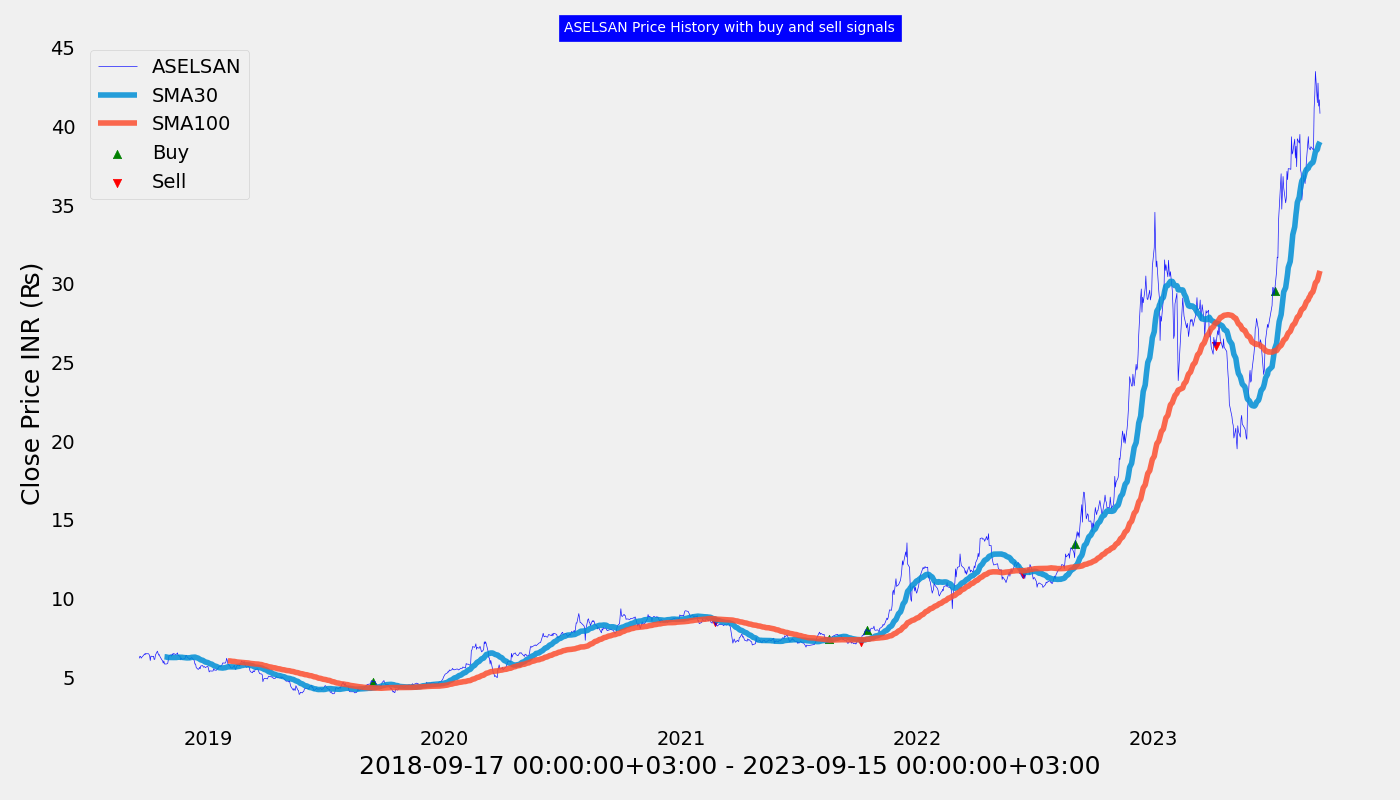 ASELSAN Price History with buy and sell signals
ASELSAN
SMA30
SMA100
Buy
Sell
Close Price INR (₨)
45
40
35
30
25
20
15
10
5
2019
2020
2021
2022
2023
2018-09-17 00:00:00+03:00 - 2023-09-15 00:00:00+03:00